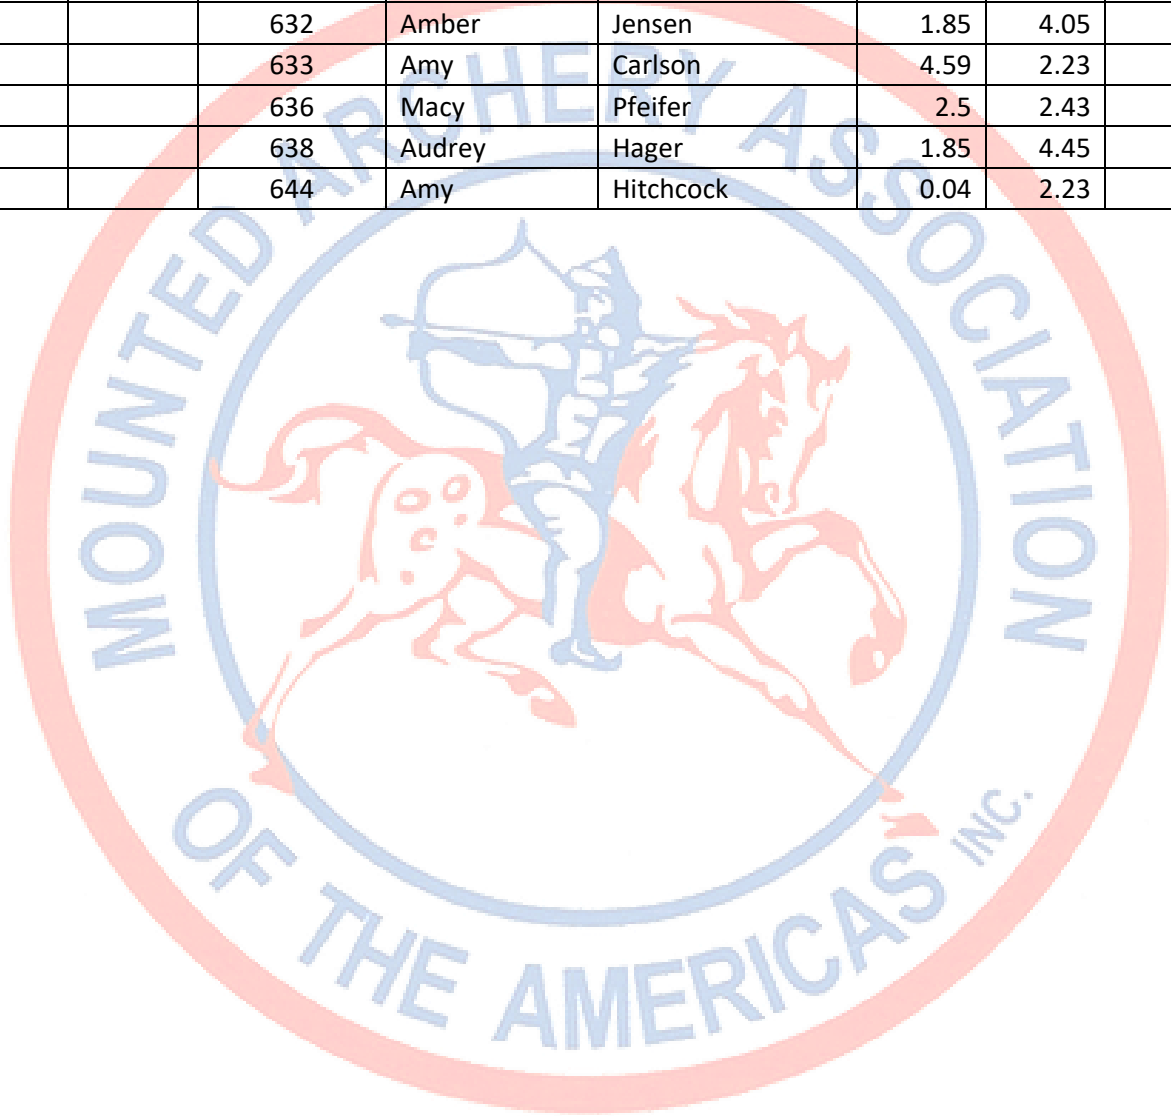 632 Amber Jensen 1.85 4.05
633 Amy Carlson 4.59 2.23
636 Macy Pfeifer 2.5 2.43
638 Audrey Hager 1.85 4.45
644 Amy Hitchcock 0.04 2.23
MOUNTED ARCHERY ASSOCIATION
OF THE AMERICAS INC.